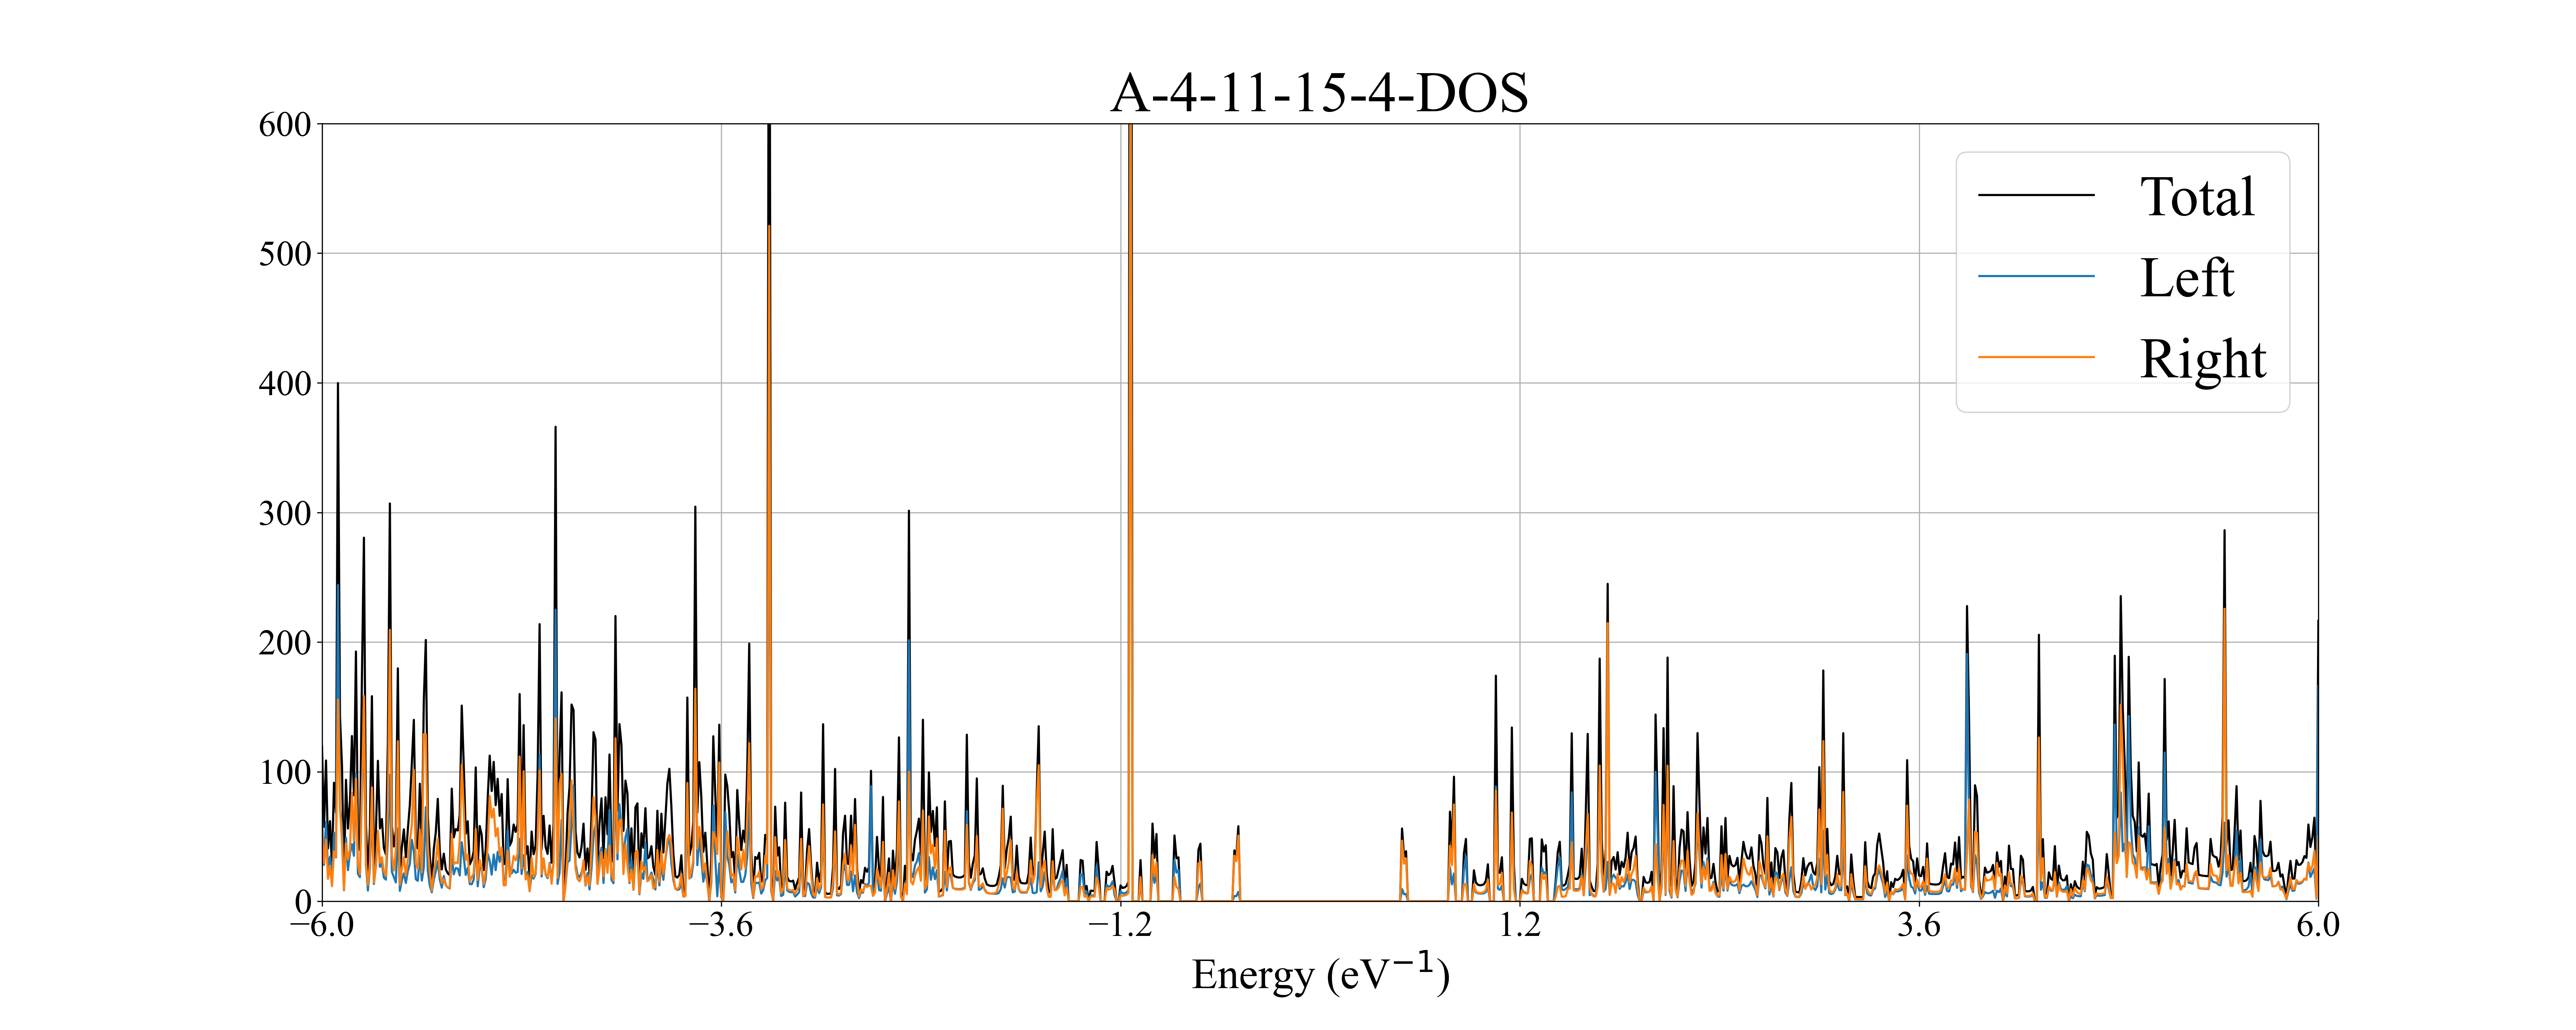 A-4-11-15-4-DOS
600
500
400
300
200
100
0
Total
Left
Right
−6.0 −3.6 −1.2 1.2 3.6 6.0
Energy (eV⁻¹)